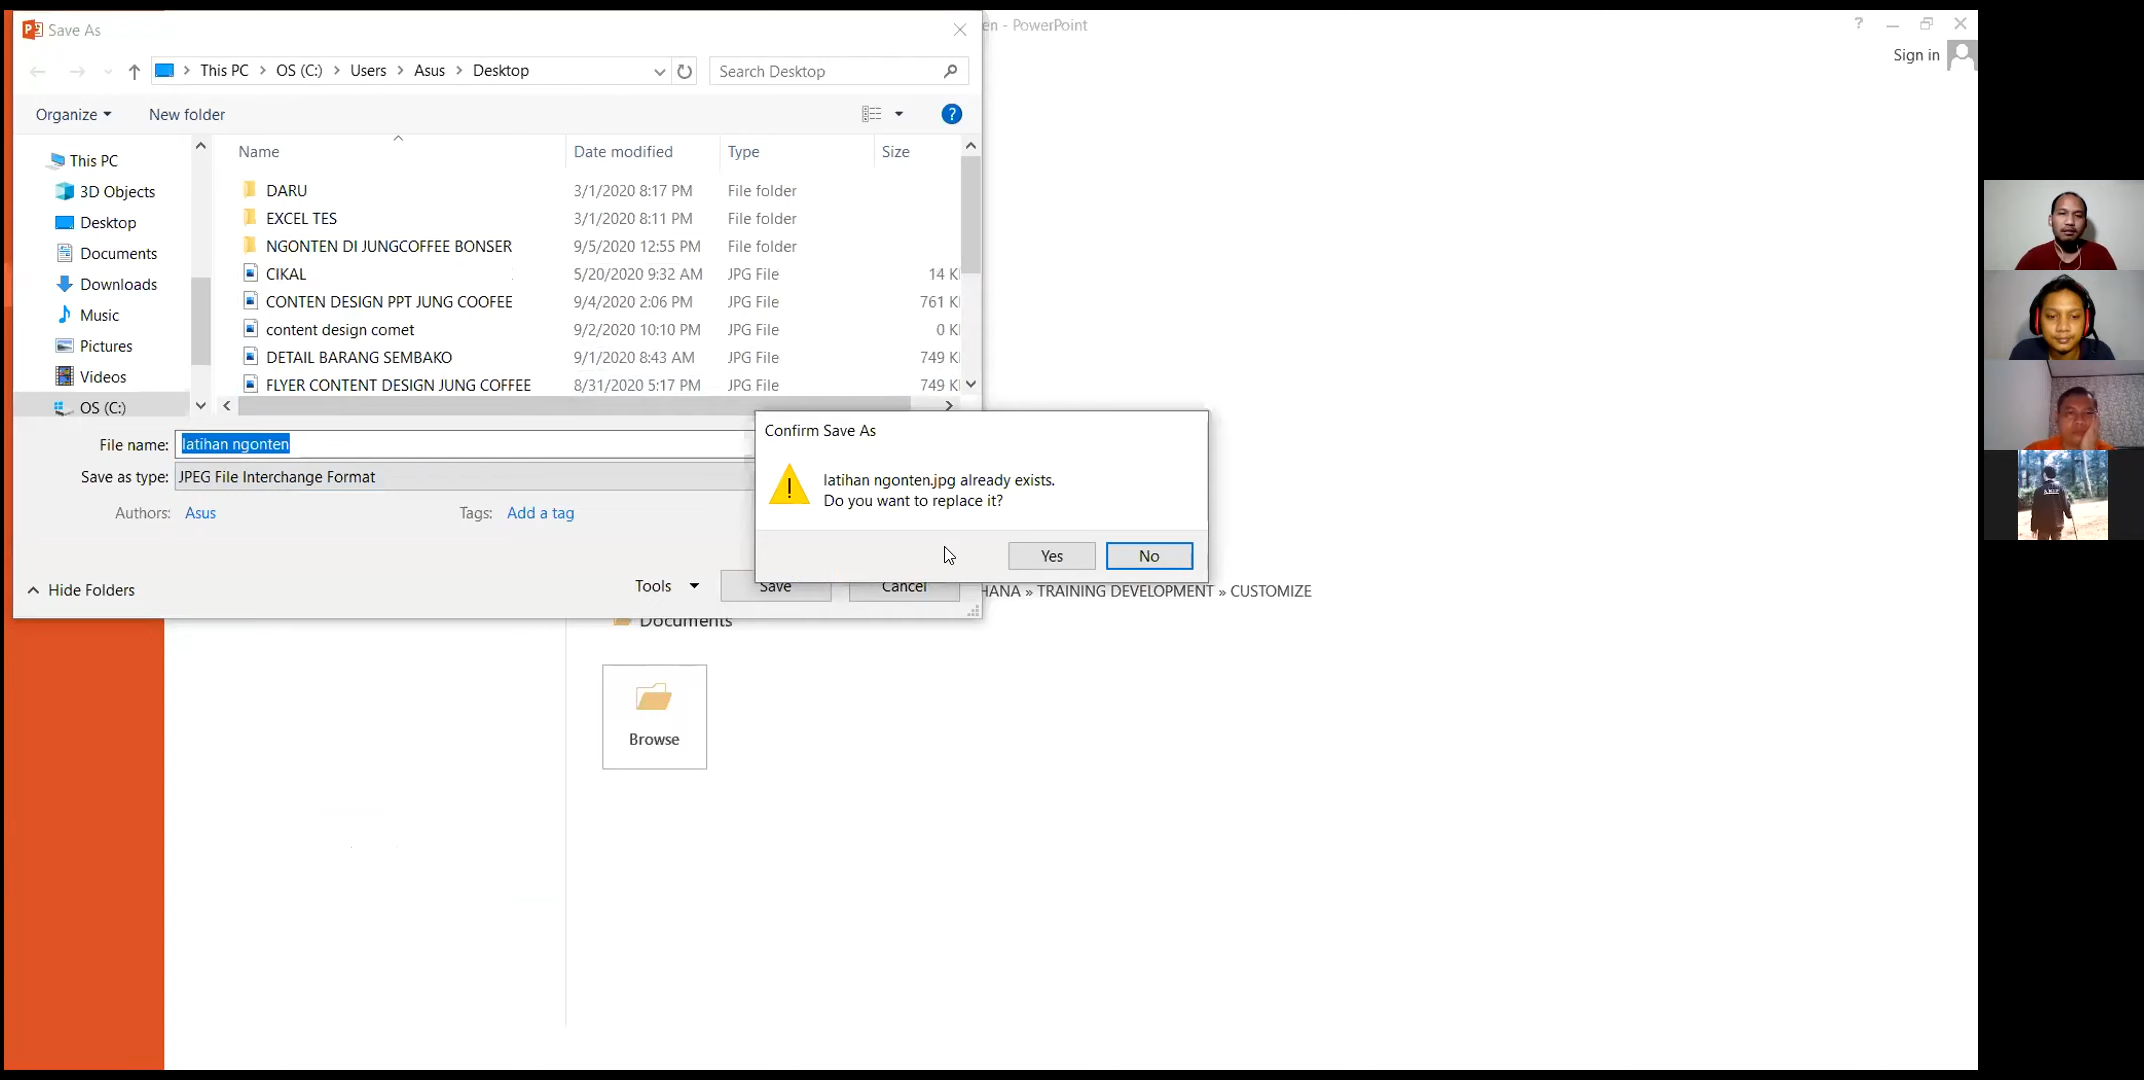 Save As
en - PowerPoint
?
Sign in
This PC > OS (C:) > Users > Asus > Desktop
Search Desktop
Organize
New folder
?
Name Date modified Type Size
This PC
3D Objects
Desktop
Documents
Downloads
Music
Pictures
Videos
OS (C:)
DARU 3/1/2020 8:17 PM File folder
EXCEL TES 3/1/2020 8:11 PM File folder
NGONTEN DI JUNGCOFFEE BONSER 9/5/2020 12:55 PM File folder
CIKAL 5/20/2020 9:32 AM JPG File 14 K
CONTEN DESIGN PPT JUNG COOFEE 9/4/2020 2:06 PM JPG File 761 K
content design comet 9/2/2020 10:10 PM JPG File 0 K
DETAIL BARANG SEMBAKO 9/1/2020 8:43 AM JPG File 749 K
FLYER CONTENT DESIGN JUNG COFFEE 8/31/2020 5:17 PM JPG File 749 K
File name: latihan ngonten
Save as type: JPEG File Interchange Format
Authors: Asus
Tags: Add a tag
Confirm Save As
latihan ngonten.jpg already exists.
Do you want to replace it?
Yes
No
Hide Folders
Tools
Save
Cancel
HANA » TRAINING DEVELOPMENT » CUSTOMIZE
Documents
Browse